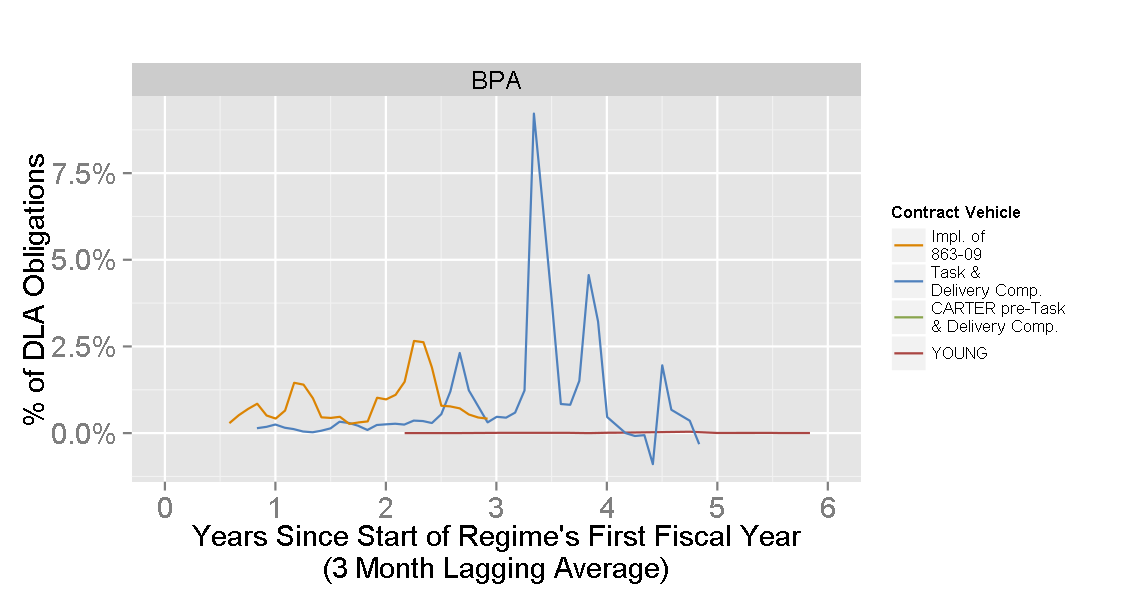 BPA
% of DLA Obligations
7.5%
5.0%
2.5%
0.0%
0 1 2 3 4 5 6
Years Since Start of Regime's First Fiscal Year
(3 Month Lagging Average)
Contract Vehicle
Impl. of
863-09
Task &
Delivery Comp.
CARTER pre-Task
& Delivery Comp.
YOUNG